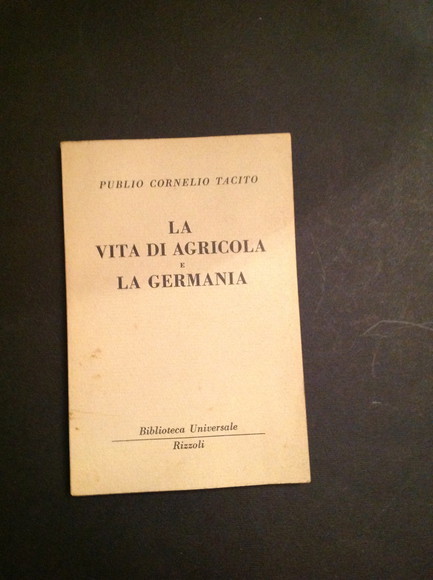 PUBLIO CORNELIO TACITO
LA
VITA DI AGRICOLA
E
LA GERMANIA
Biblioteca Universale
Rizzoli